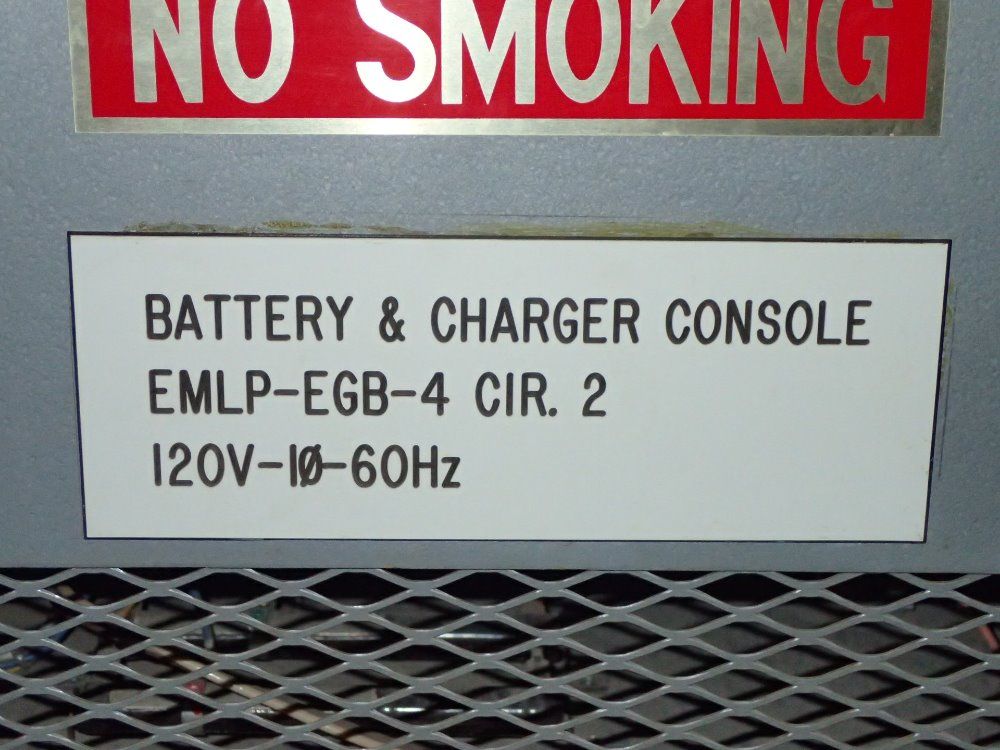 NO SMOKING
BATTERY & CHARGER CONSOLE
EMLP-EGB-4 CIR. 2
120V-1Ø-60Hz